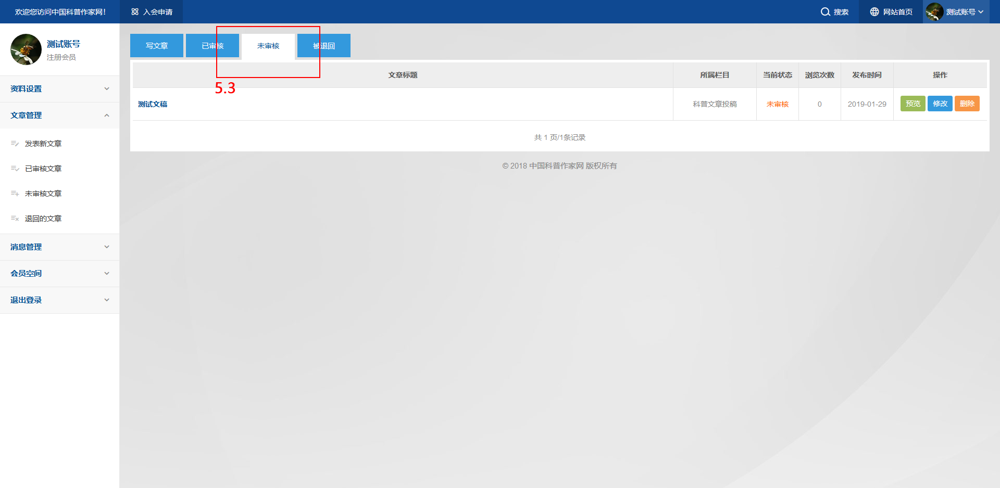 欢迎您访问中国科普作家网！ 入会申请 搜索 网站首页 测试账号
测试账号
注册会员
资料设置
文章管理
发表新文章
已审核文章
未审核文章
退回的文章
消息管理
会员空间
退出登录
写文章 已审核 未审核 被退回
5.3
文章标题 所属栏目 当前状态 浏览次数 发布时间 操作
测试文稿 科普文章投稿 未审核 0 2019-01-29 预览 修改 删除
共 1 页/1条记录
© 2018 中国科普作家网 版权所有